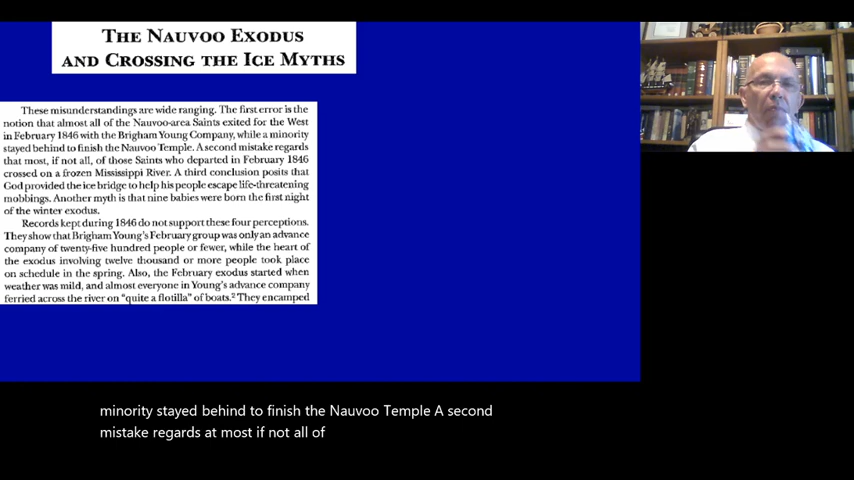 THE NAUVOO EXODUS
AND CROSSING THE ICE MYTHS
These misunderstandings are wide ranging. The first error is the
notion that almost all of the Nauvoo-area Saints exited for the West
in February 1846 with the Brigham Young Company, while a minority
stayed behind to finish the Nauvoo Temple. A second mistake regards
that most, if not all, of those Saints who departed in February 1846
crossed on a frozen Mississippi River. A third conclusion posits that
God provided the ice bridge to help his people escape life-threatening
mobbings. Another myth is that nine babies were born the first night
of the winter exodus.
Records kept during 1846 do not support these four perceptions.
They show that Brigham Young's February group was only an advance
company of twenty-five hundred people or fewer, while the heart of
the exodus involving twelve thousand or more people took place
on schedule in the spring. Also, the February exodus started when
weather was mild, and almost everyone in Young's advance company
ferried across the river on "quite a flotilla" of boats.² They encamped
minority stayed behind to finish the Nauvoo Temple A second
mistake regards at most if not all of